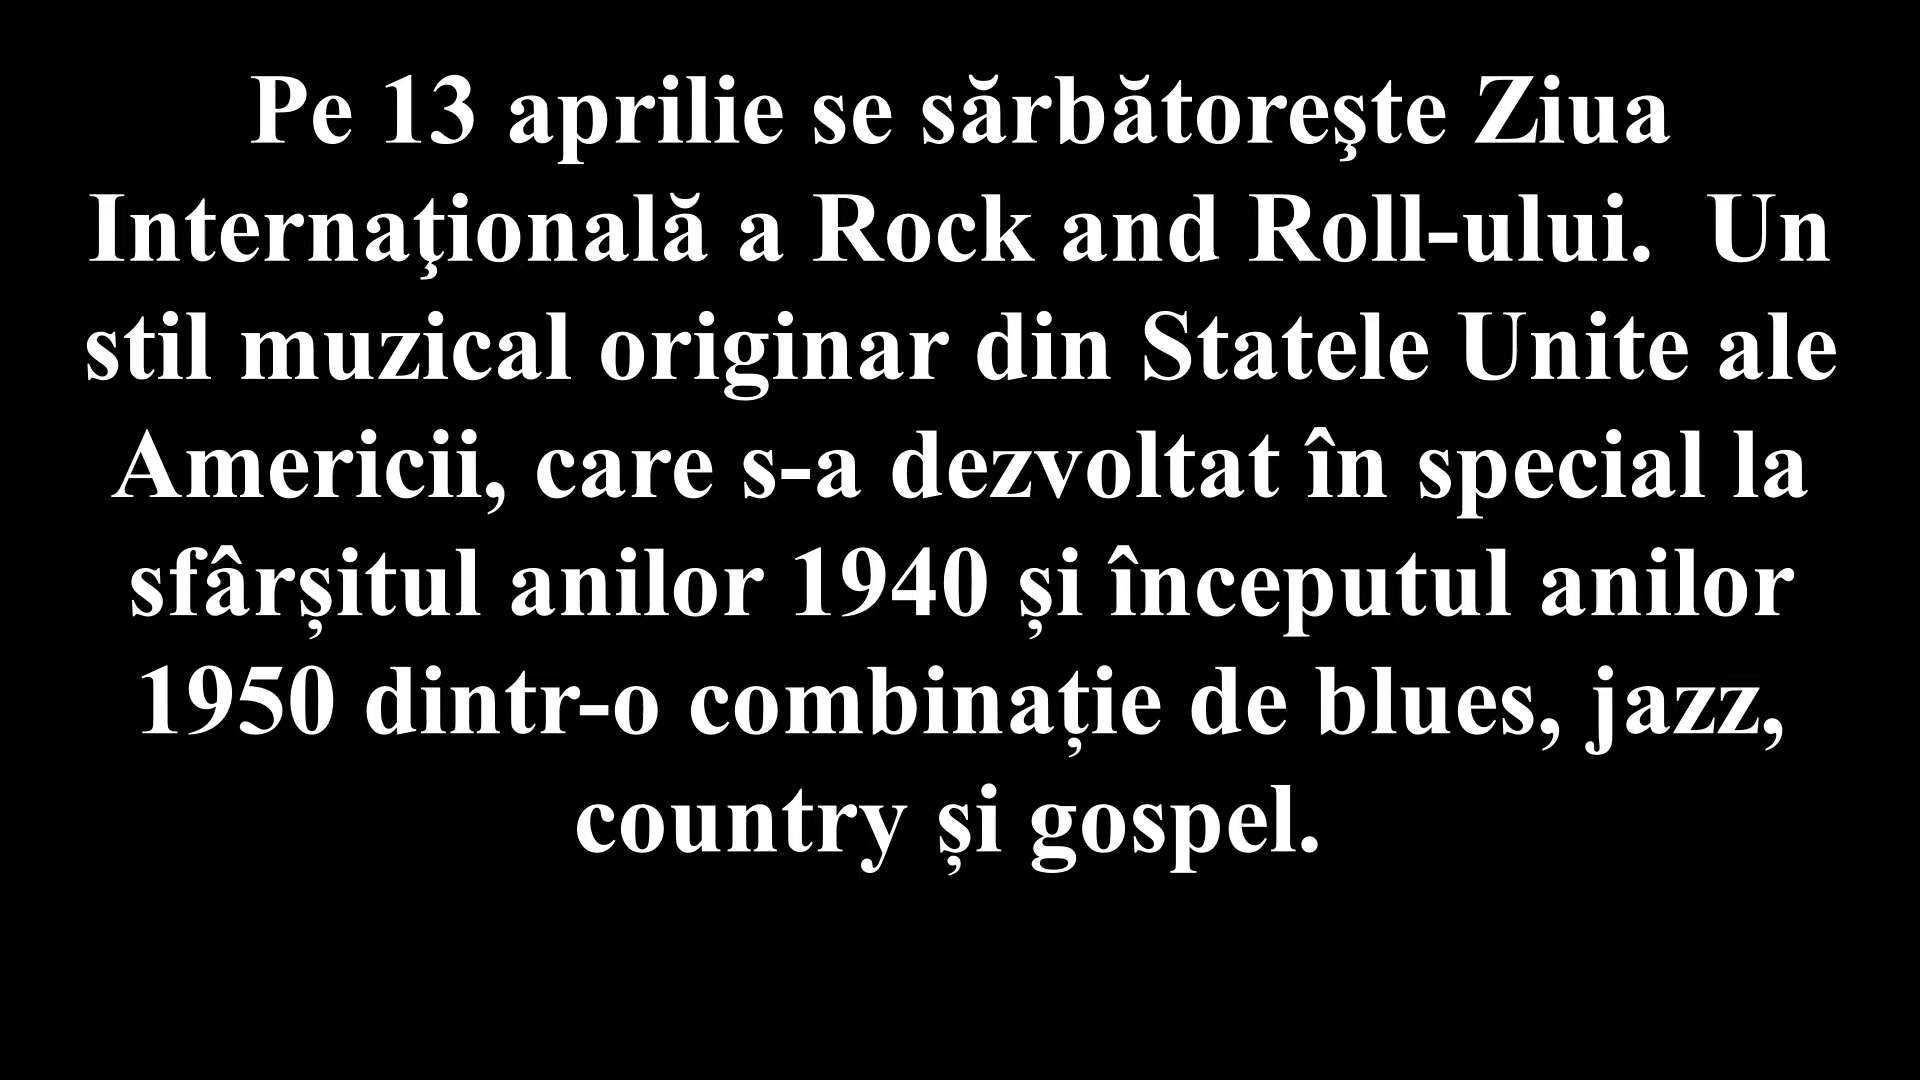 Pe 13 aprilie se sărbătoreşte Ziua
Internaţională a Rock and Roll-ului.  Un
stil muzical originar din Statele Unite ale
Americii, care s-a dezvoltat în special la
sfârșitul anilor 1940 și începutul anilor
1950 dintr-o combinație de blues, jazz,
country și gospel.